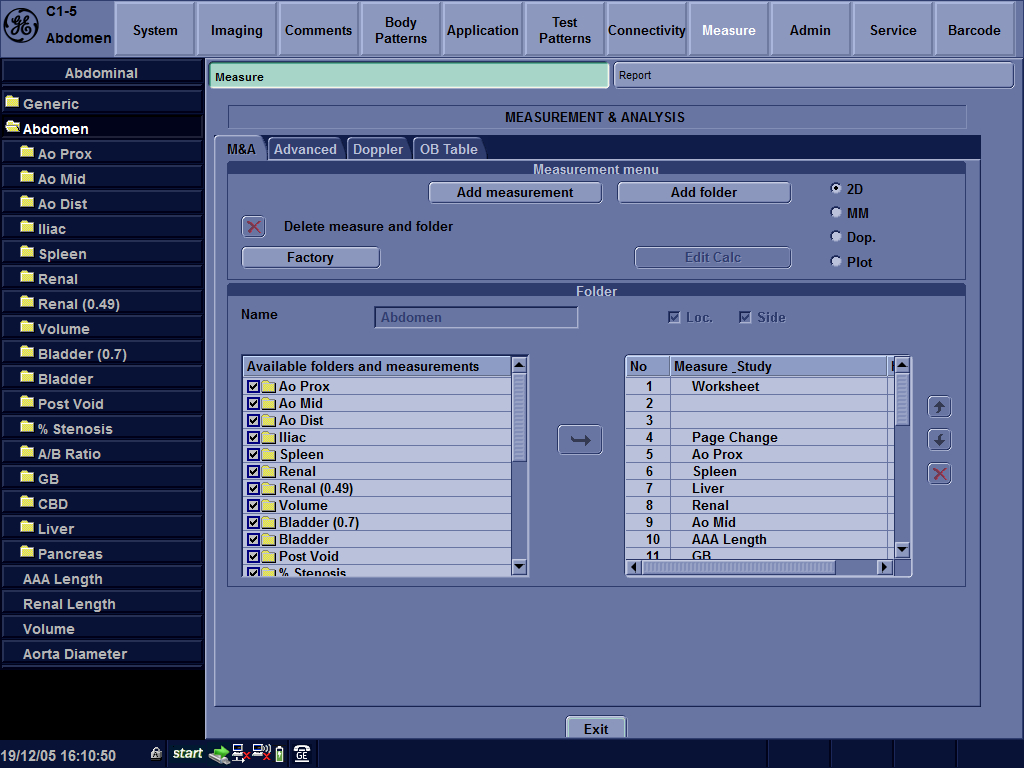 C1-5
Abdomen
System
Imaging
Comments
Body
Patterns
Application
Test
Patterns
Connectivity
Measure
Admin
Service
Barcode
Abdominal
Generic
Abdomen
Ao Prox
Ao Mid
Ao Dist
Iliac
Spleen
Renal
Renal (0.49)
Volume
Bladder (0.7)
Bladder
Post Void
% Stenosis
A/B Ratio
GB
CBD
Liver
Pancreas
AAA Length
Renal Length
Volume
Aorta Diameter
Measure
Report
MEASUREMENT & ANALYSIS
M&A
Advanced
Doppler
OB Table
Measurement menu
Add measurement
Add folder
Delete measure and folder
Factory
Edit Calc
2D
MM
Dop.
Plot
Folder
Name
Abdomen
Loc.
Side
Available folders and measurements
Ao Prox
Ao Mid
Ao Dist
Iliac
Spleen
Renal
Renal (0.49)
Volume
Bladder (0.7)
Bladder
Post Void
% Stenosis
No Measure _Study
1 Worksheet
2
3
4 Page Change
5 Ao Prox
6 Spleen
7 Liver
8 Renal
9 Ao Mid
10 AAA Length
11 GB
Exit
19/12/05 16:10:50
start
GE